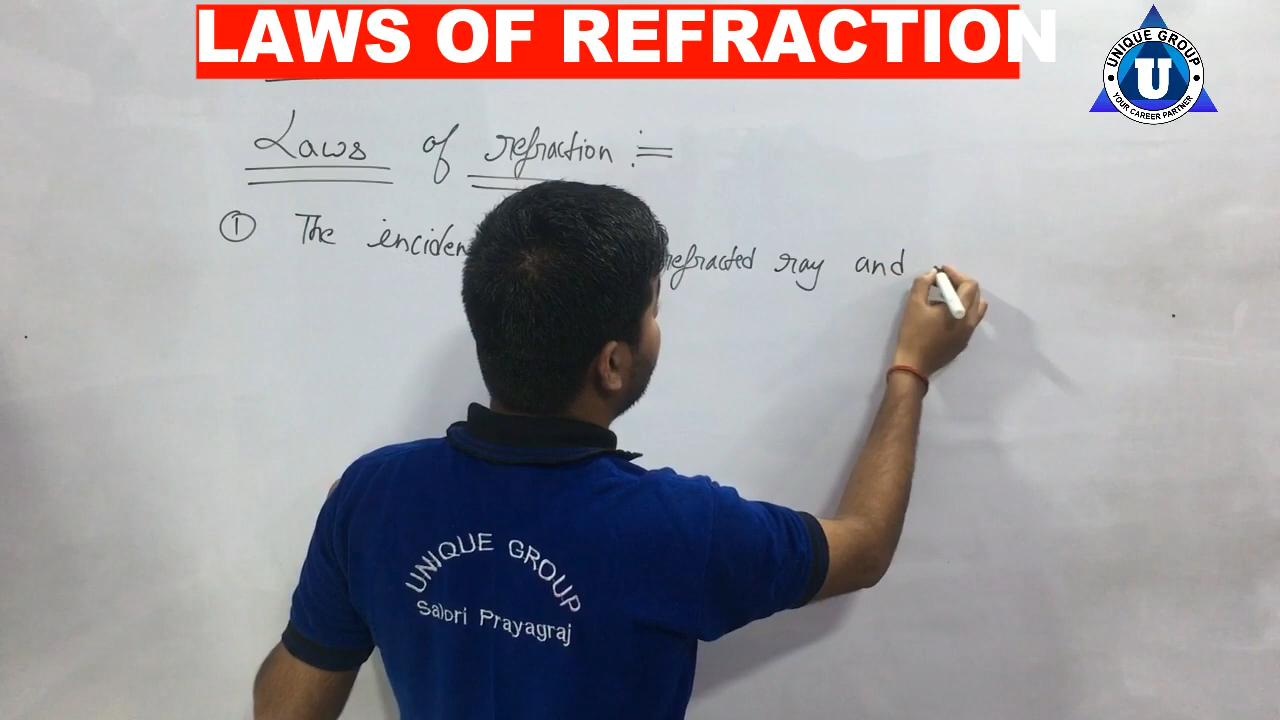 LAWS OF REFRACTION
UNIQUE GROUP
U
YOUR CAREER PARTNER
Laws of refraction :=
① The inciden refracted ray and
UNIQUE GROUP
Salori Prayagraj